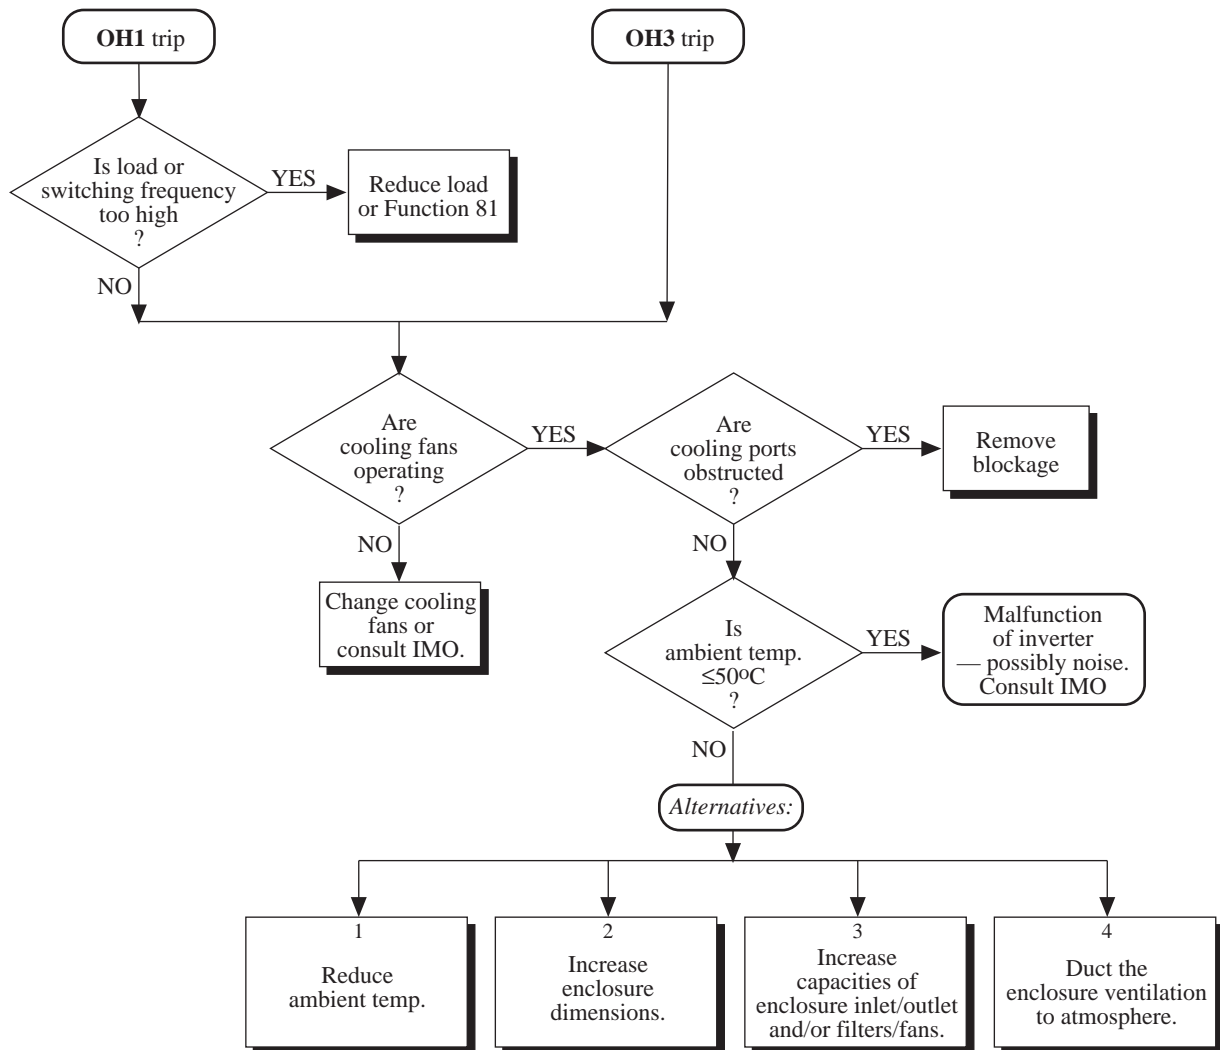 OH1 trip
OH3 trip
Is load or
switching frequency
too high
?
YES
Reduce load
or Function 81
NO
Are
cooling fans
operating
?
YES
Are
cooling ports
obstructed
?
YES
Remove
blockage
NO
Change cooling
fans or
consult IMO.
NO
Is
ambient temp.
≤50°C
?
YES
Malfunction
of inverter
— possibly noise.
Consult IMO
NO
Alternatives:
1
Reduce
ambient temp.
2
Increase
enclosure
dimensions.
3
Increase
capacities of
enclosure inlet/outlet
and/or filters/fans.
4
Duct the
enclosure ventilation
to atmosphere.